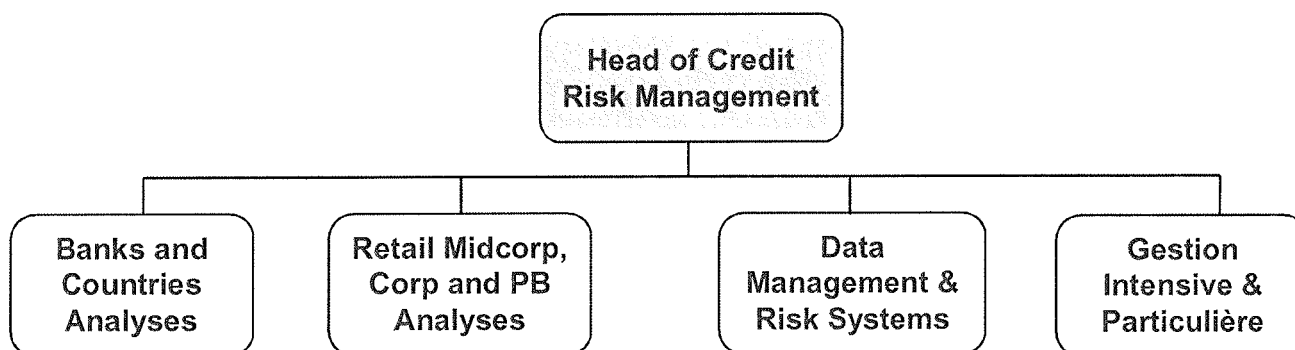 Head of Credit
Risk Management
Banks and
Countries
Analyses
Retail Midcorp,
Corp and PB
Analyses
Data
Management &
Risk Systems
Gestion
Intensive &
Particulière